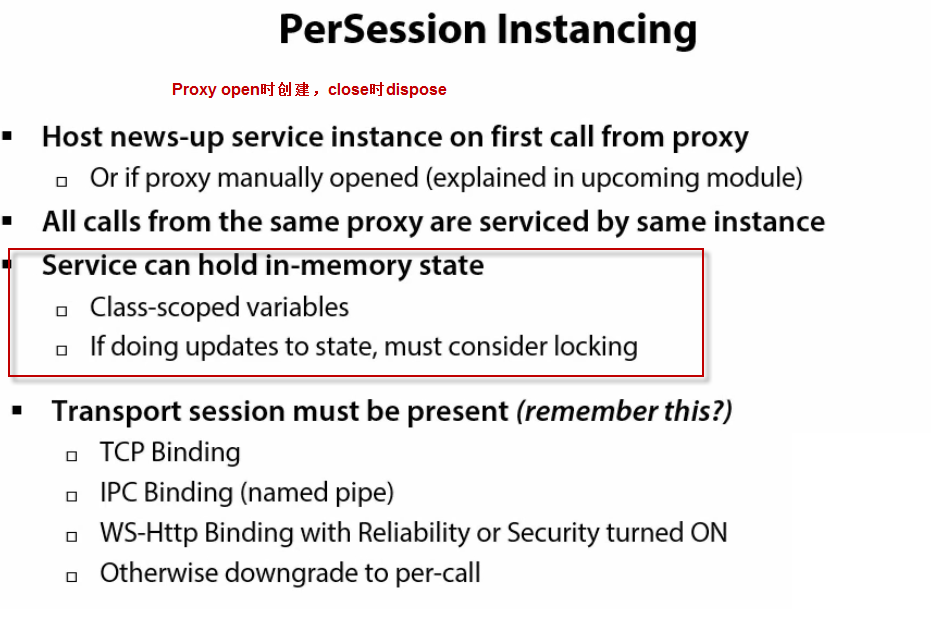 PerSession Instancing
Proxy open时创建，close时dispose
Host news-up service instance on first call from proxy
Or if proxy manually opened (explained in upcoming module)
All calls from the same proxy are serviced by same instance
Service can hold in-memory state
Class-scoped variables
If doing updates to state, must consider locking
Transport session must be present (remember this?)
TCP Binding
IPC Binding (named pipe)
WS-Http Binding with Reliability or Security turned ON
Otherwise downgrade to per-call